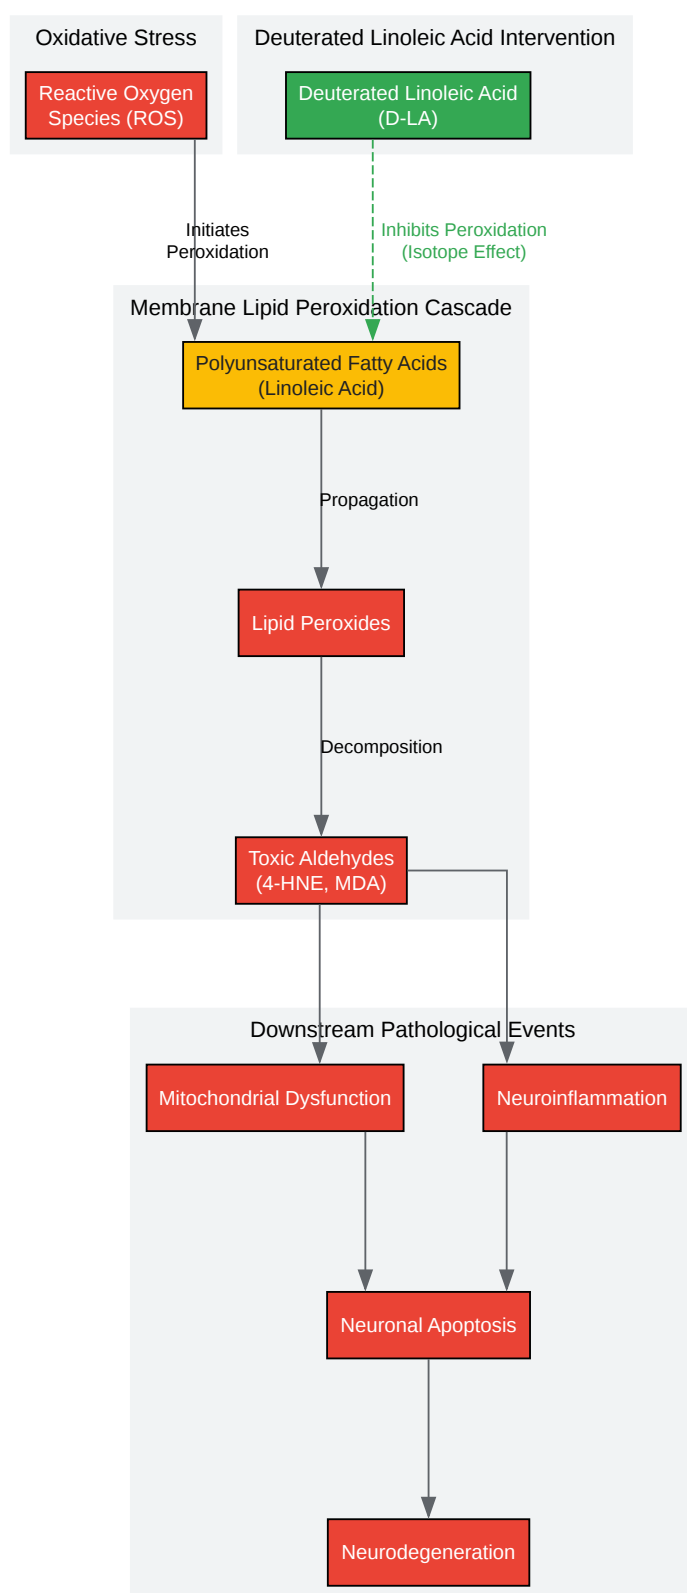 Oxidative Stress
Deuterated Linoleic Acid Intervention
Reactive Oxygen
Species (ROS)
Deuterated Linoleic Acid
(D-LA)
Initiates
Peroxidation
Inhibits Peroxidation
(Isotope Effect)
Membrane Lipid Peroxidation Cascade
Polyunsaturated Fatty Acids
(Linoleic Acid)
Propagation
Lipid Peroxides
Decomposition
Toxic Aldehydes
(4-HNE, MDA)
Downstream Pathological Events
Mitochondrial Dysfunction
Neuroinflammation
Neuronal Apoptosis
Neurodegeneration